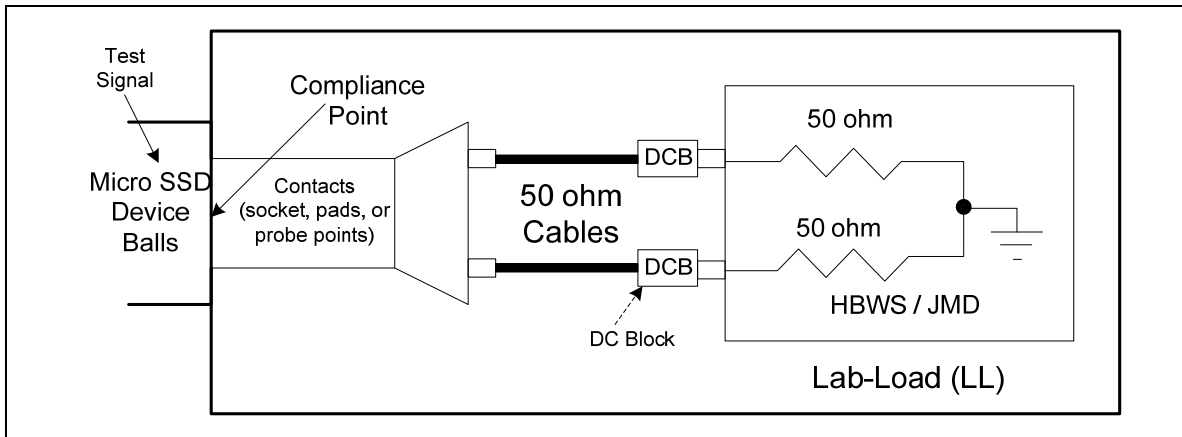 Test
Signal
Compliance
Point
Micro SSD
Device
Balls
Contacts
(socket, pads, or
probe points)
50 ohm
Cables
DCB
DCB
DC Block
50 ohm
50 ohm
HBWS / JMD
Lab-Load (LL)